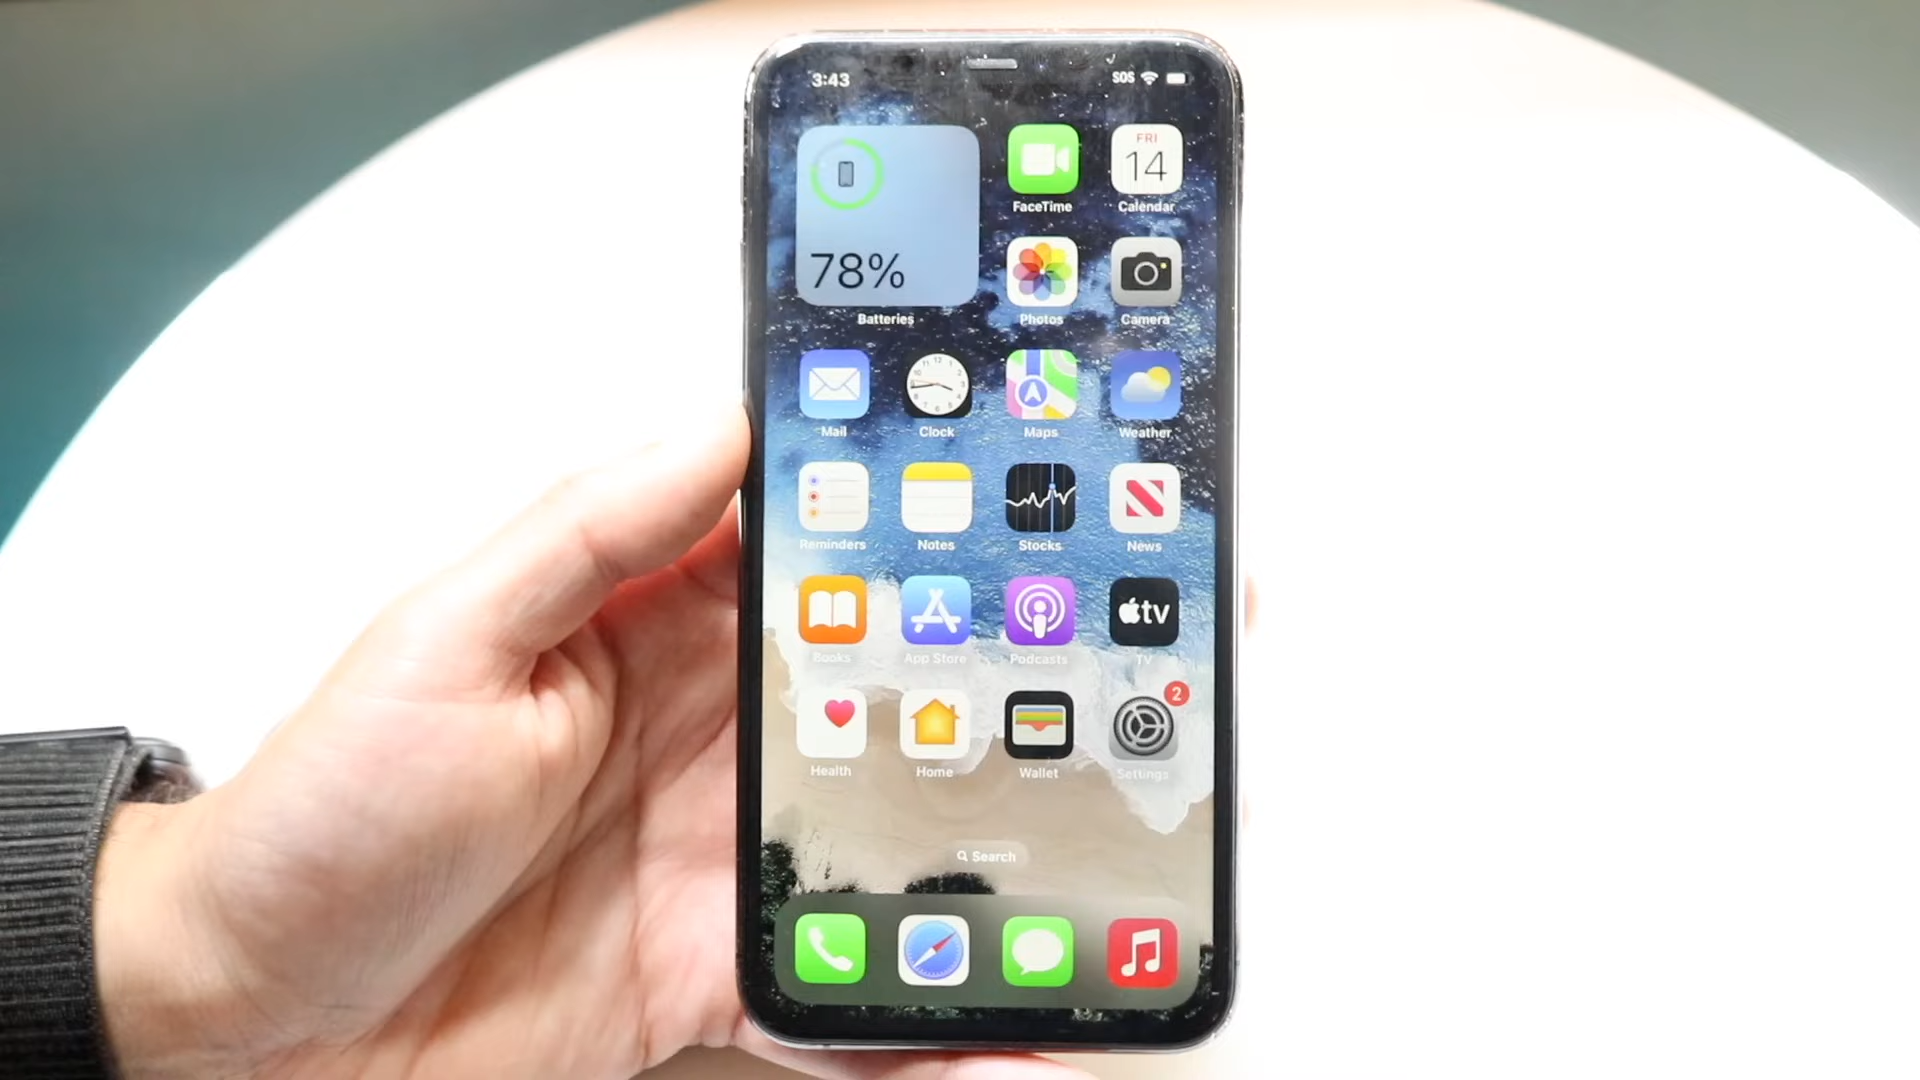 3:43
SOS
FRI
14
78%
FaceTime
Calendar
Batteries
Photos
Camera
Mail
Clock
Maps
Weather
Reminders
Notes
Stocks
News
tv
Books
App Store
Podcasts
TV
2
Health
Home
Wallet
Settings
Search